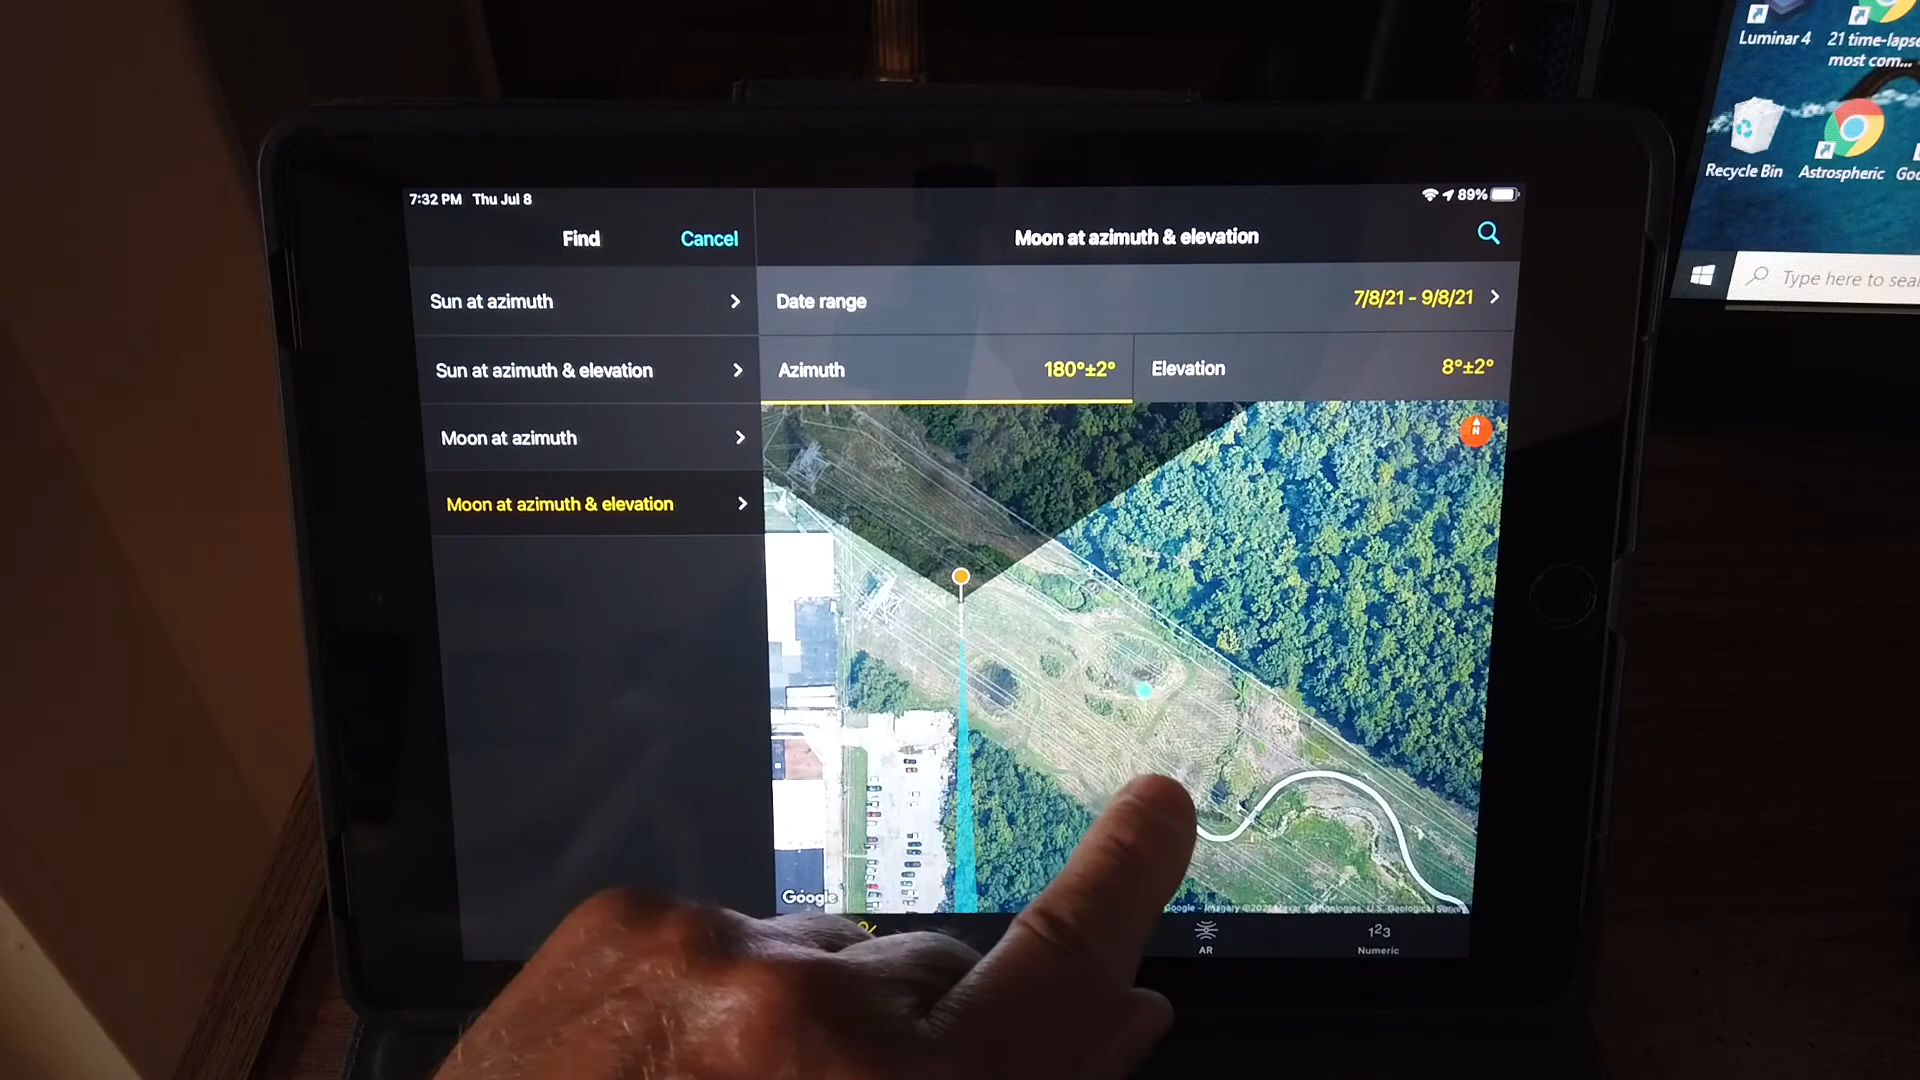 Luminar 4
21 time-lapse
most com...
Recycle Bin
Astrospheric
Goo
Type here to sea
7:32 PM Thu Jul 8
89%
Find
Cancel
Moon at azimuth & elevation
Sun at azimuth
Date range
7/8/21 - 9/8/21
Sun at azimuth & elevation
Azimuth
180°±2°
Elevation
8°±2°
Moon at azimuth
N
Moon at azimuth & elevation
Google
AR
123
Numeric